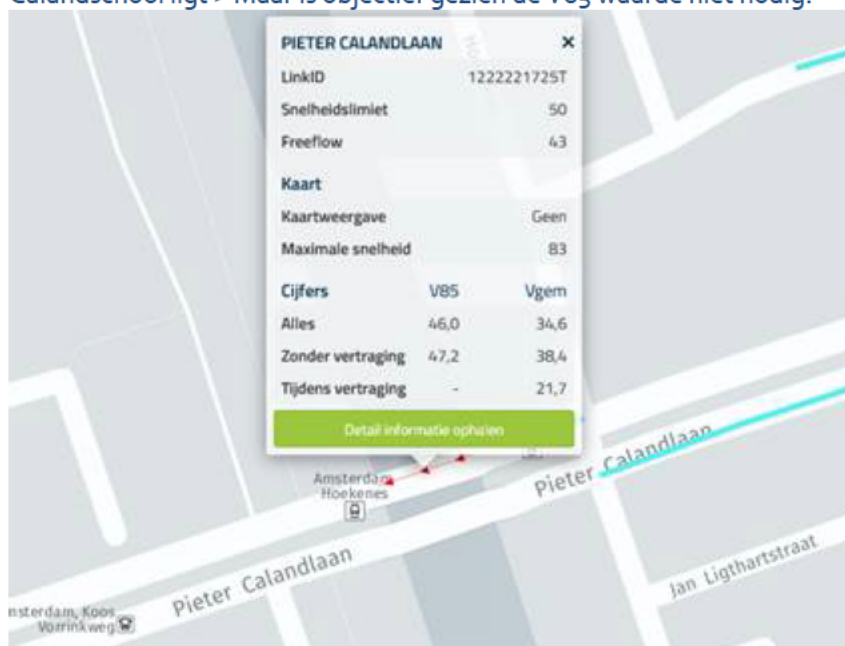 PIETER CALANDLAAN ×
LinkID 1222221725T
Snelheidslimiet 50
Freeflow 43
Kaart
Kaartweergave Geen
Maximale snelheid 83
Cijfers V85 Vgem
Alles 46,0 34,6
Zonder vertraging 47,2 38,4
Tijdens vertraging - 21,7
Detail informatie ophalen
Amsterdam
Hoekenes
Pieter Calandlaan
Pieter Calandlaan
Jan Ligthartstraat
Koos
Vorrinkweg